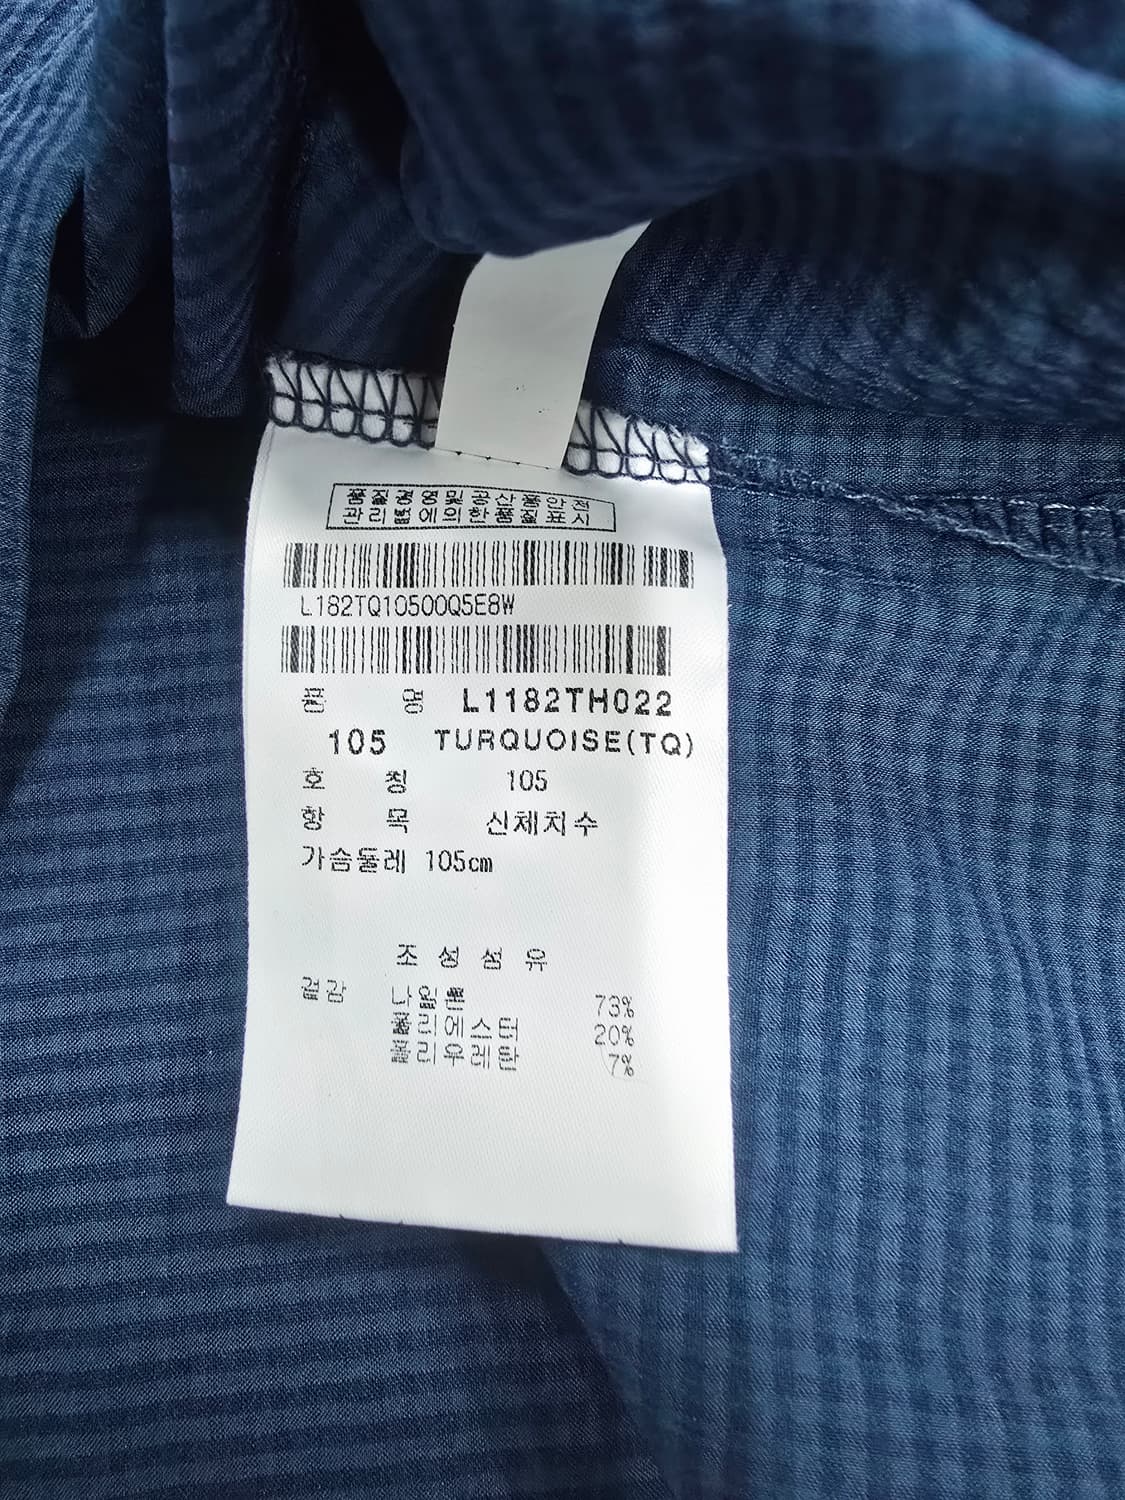 품질경영및공산품안전
관리법에의한품질표시
L182TQ10500Q5E8W
품 명 L1182TH022
105 TURQUOISE(TQ)
호 칭 105
항 목 신체치수
가슴둘레 105cm
조 성 섬 유
겉감 나일론 73%
폴리에스터 20%
폴리우레탄 7%